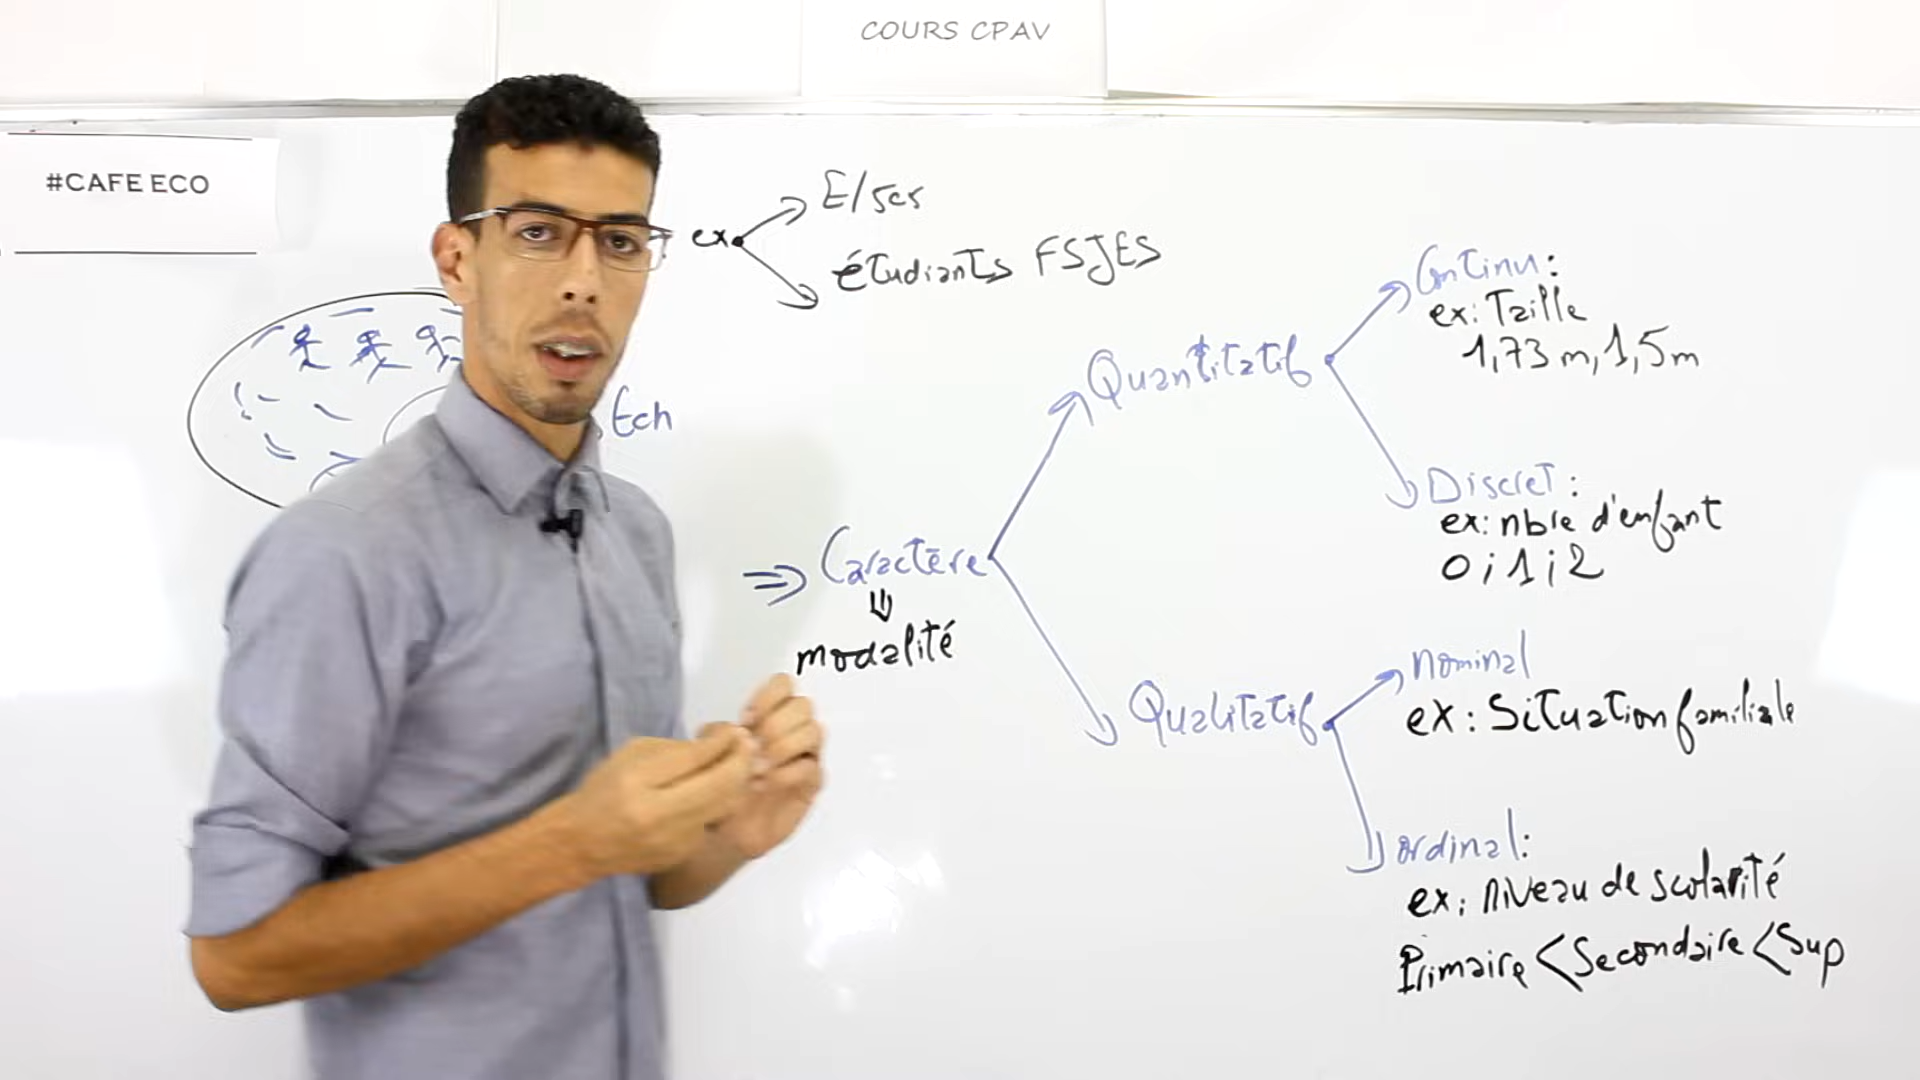 COURS CPAV
#CAFE ECO
ex
E/ses
étudiants FSJES
Ech
Continu:
ex: Taille
1,73 m, 1,5m
Quantitatif
Discret:
ex: nbre d'enfant
0 ; 1 ; 2
⇒ Caractère
⇓
modalité
nominal
ex: Situation familiale
Qualitatif
ordinal:
ex: niveau de scolarité
Primaire < Secondaire < Sup